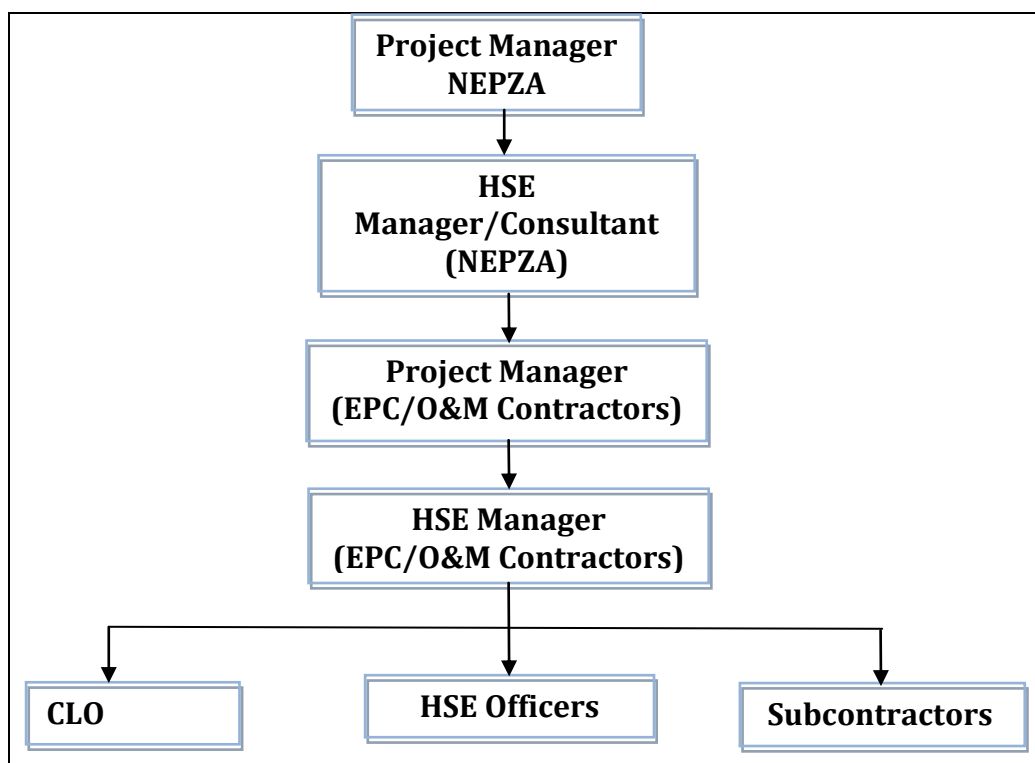 Project Manager
NEPZA
HSE
Manager/Consultant
(NEPZA)
Project Manager
(EPC/O&M Contractors)
HSE Manager
(EPC/O&M Contractors)
CLO
HSE Officers
Subcontractors